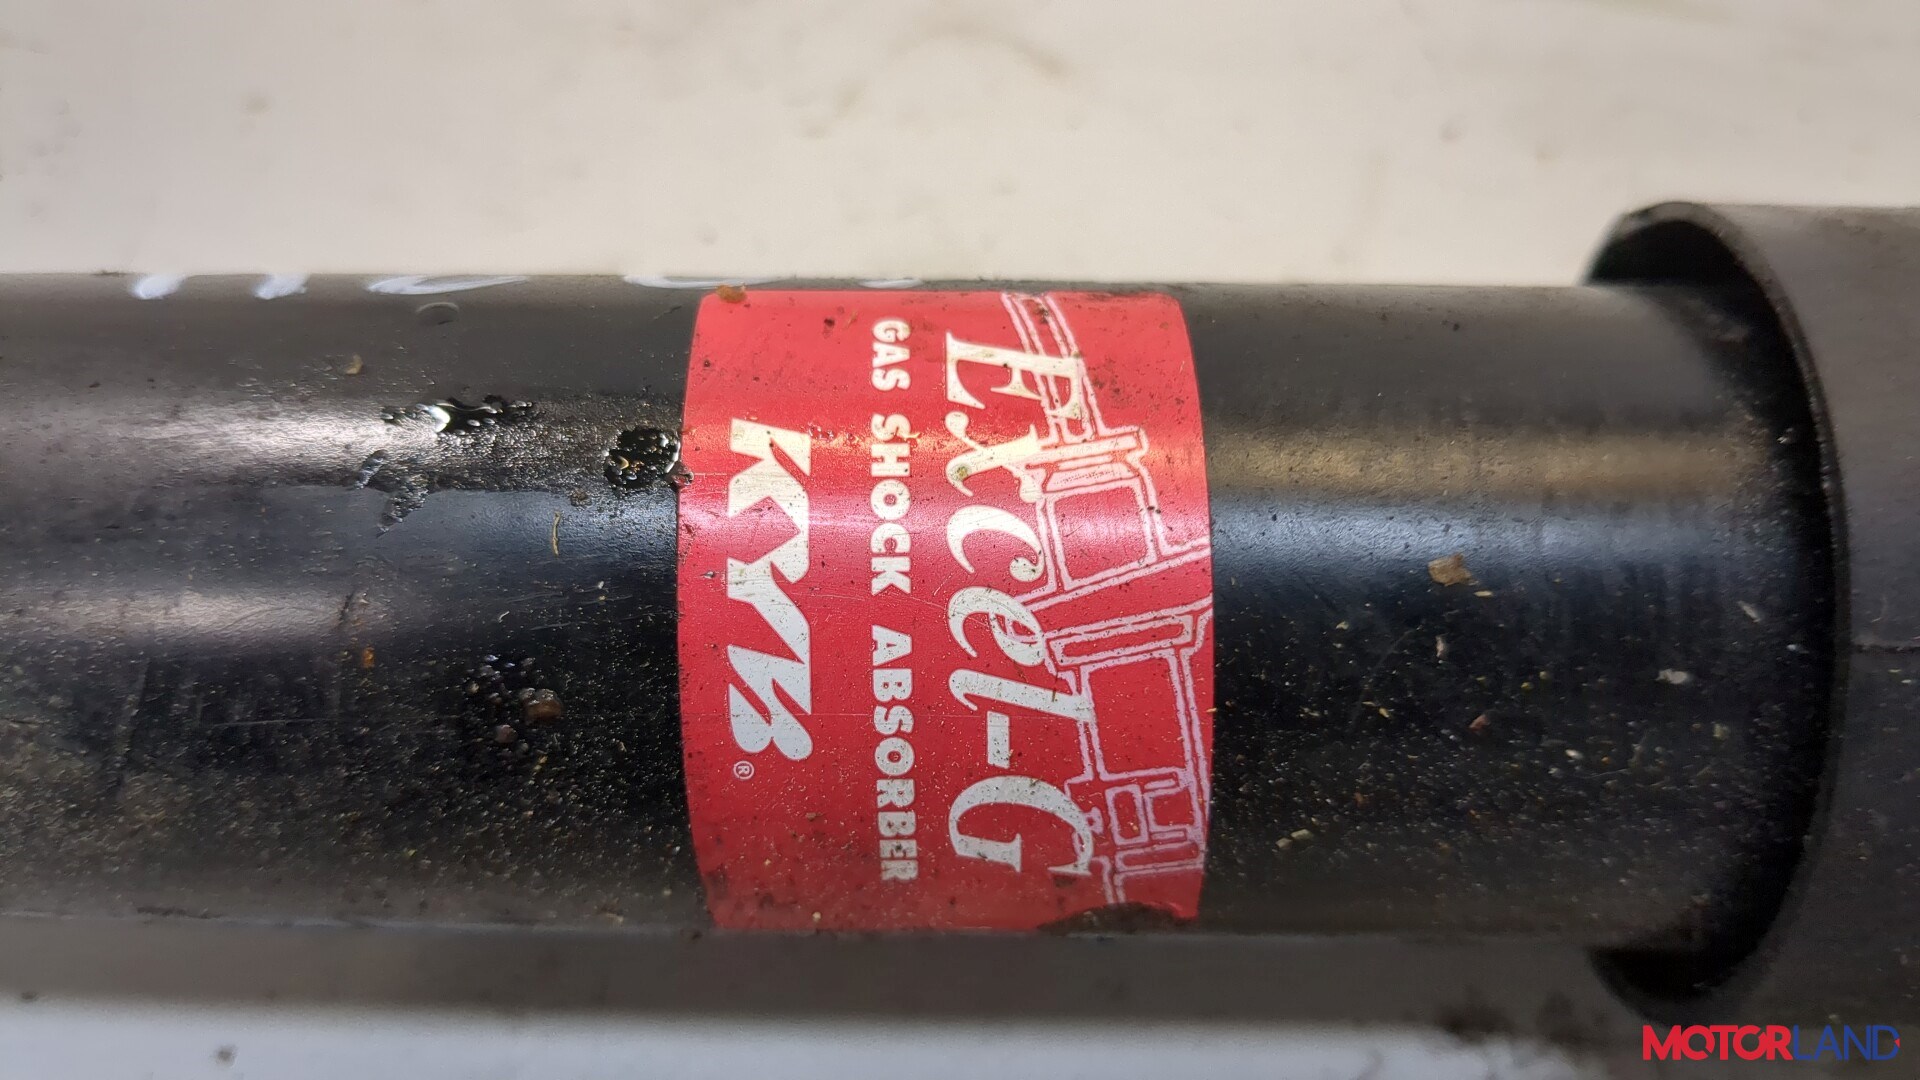 Excel-G
GAS SHOCK ABSORBER
KYB®
MOTORLAND